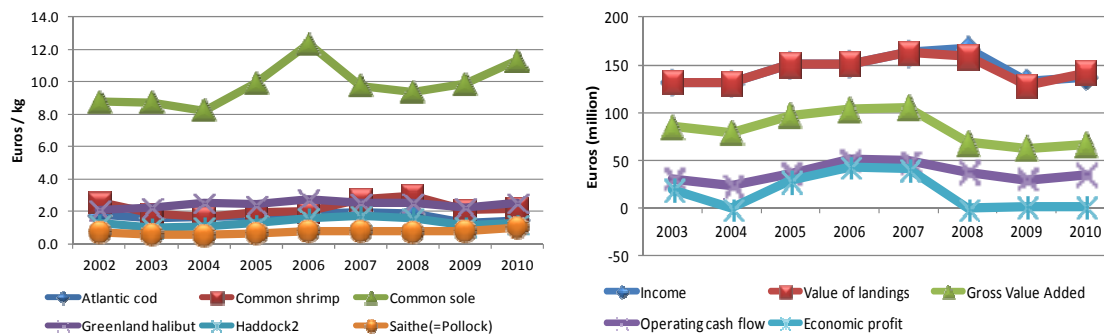 14.0
12.0
10.0
8.0
6.0
4.0
2.0
0.0
Euros / kg
2002 2003 2004 2005 2006 2007 2008 2009 2010
Atlantic cod Common shrimp Common sole
Greenland halibut Haddock2 Saithe(=Pollock)
200
150
100
50
0
-50
Euros (million)
2003 2004 2005 2006 2007 2008 2009 2010
Income Value of landings Gross Value Added
Operating cash flow Economic profit